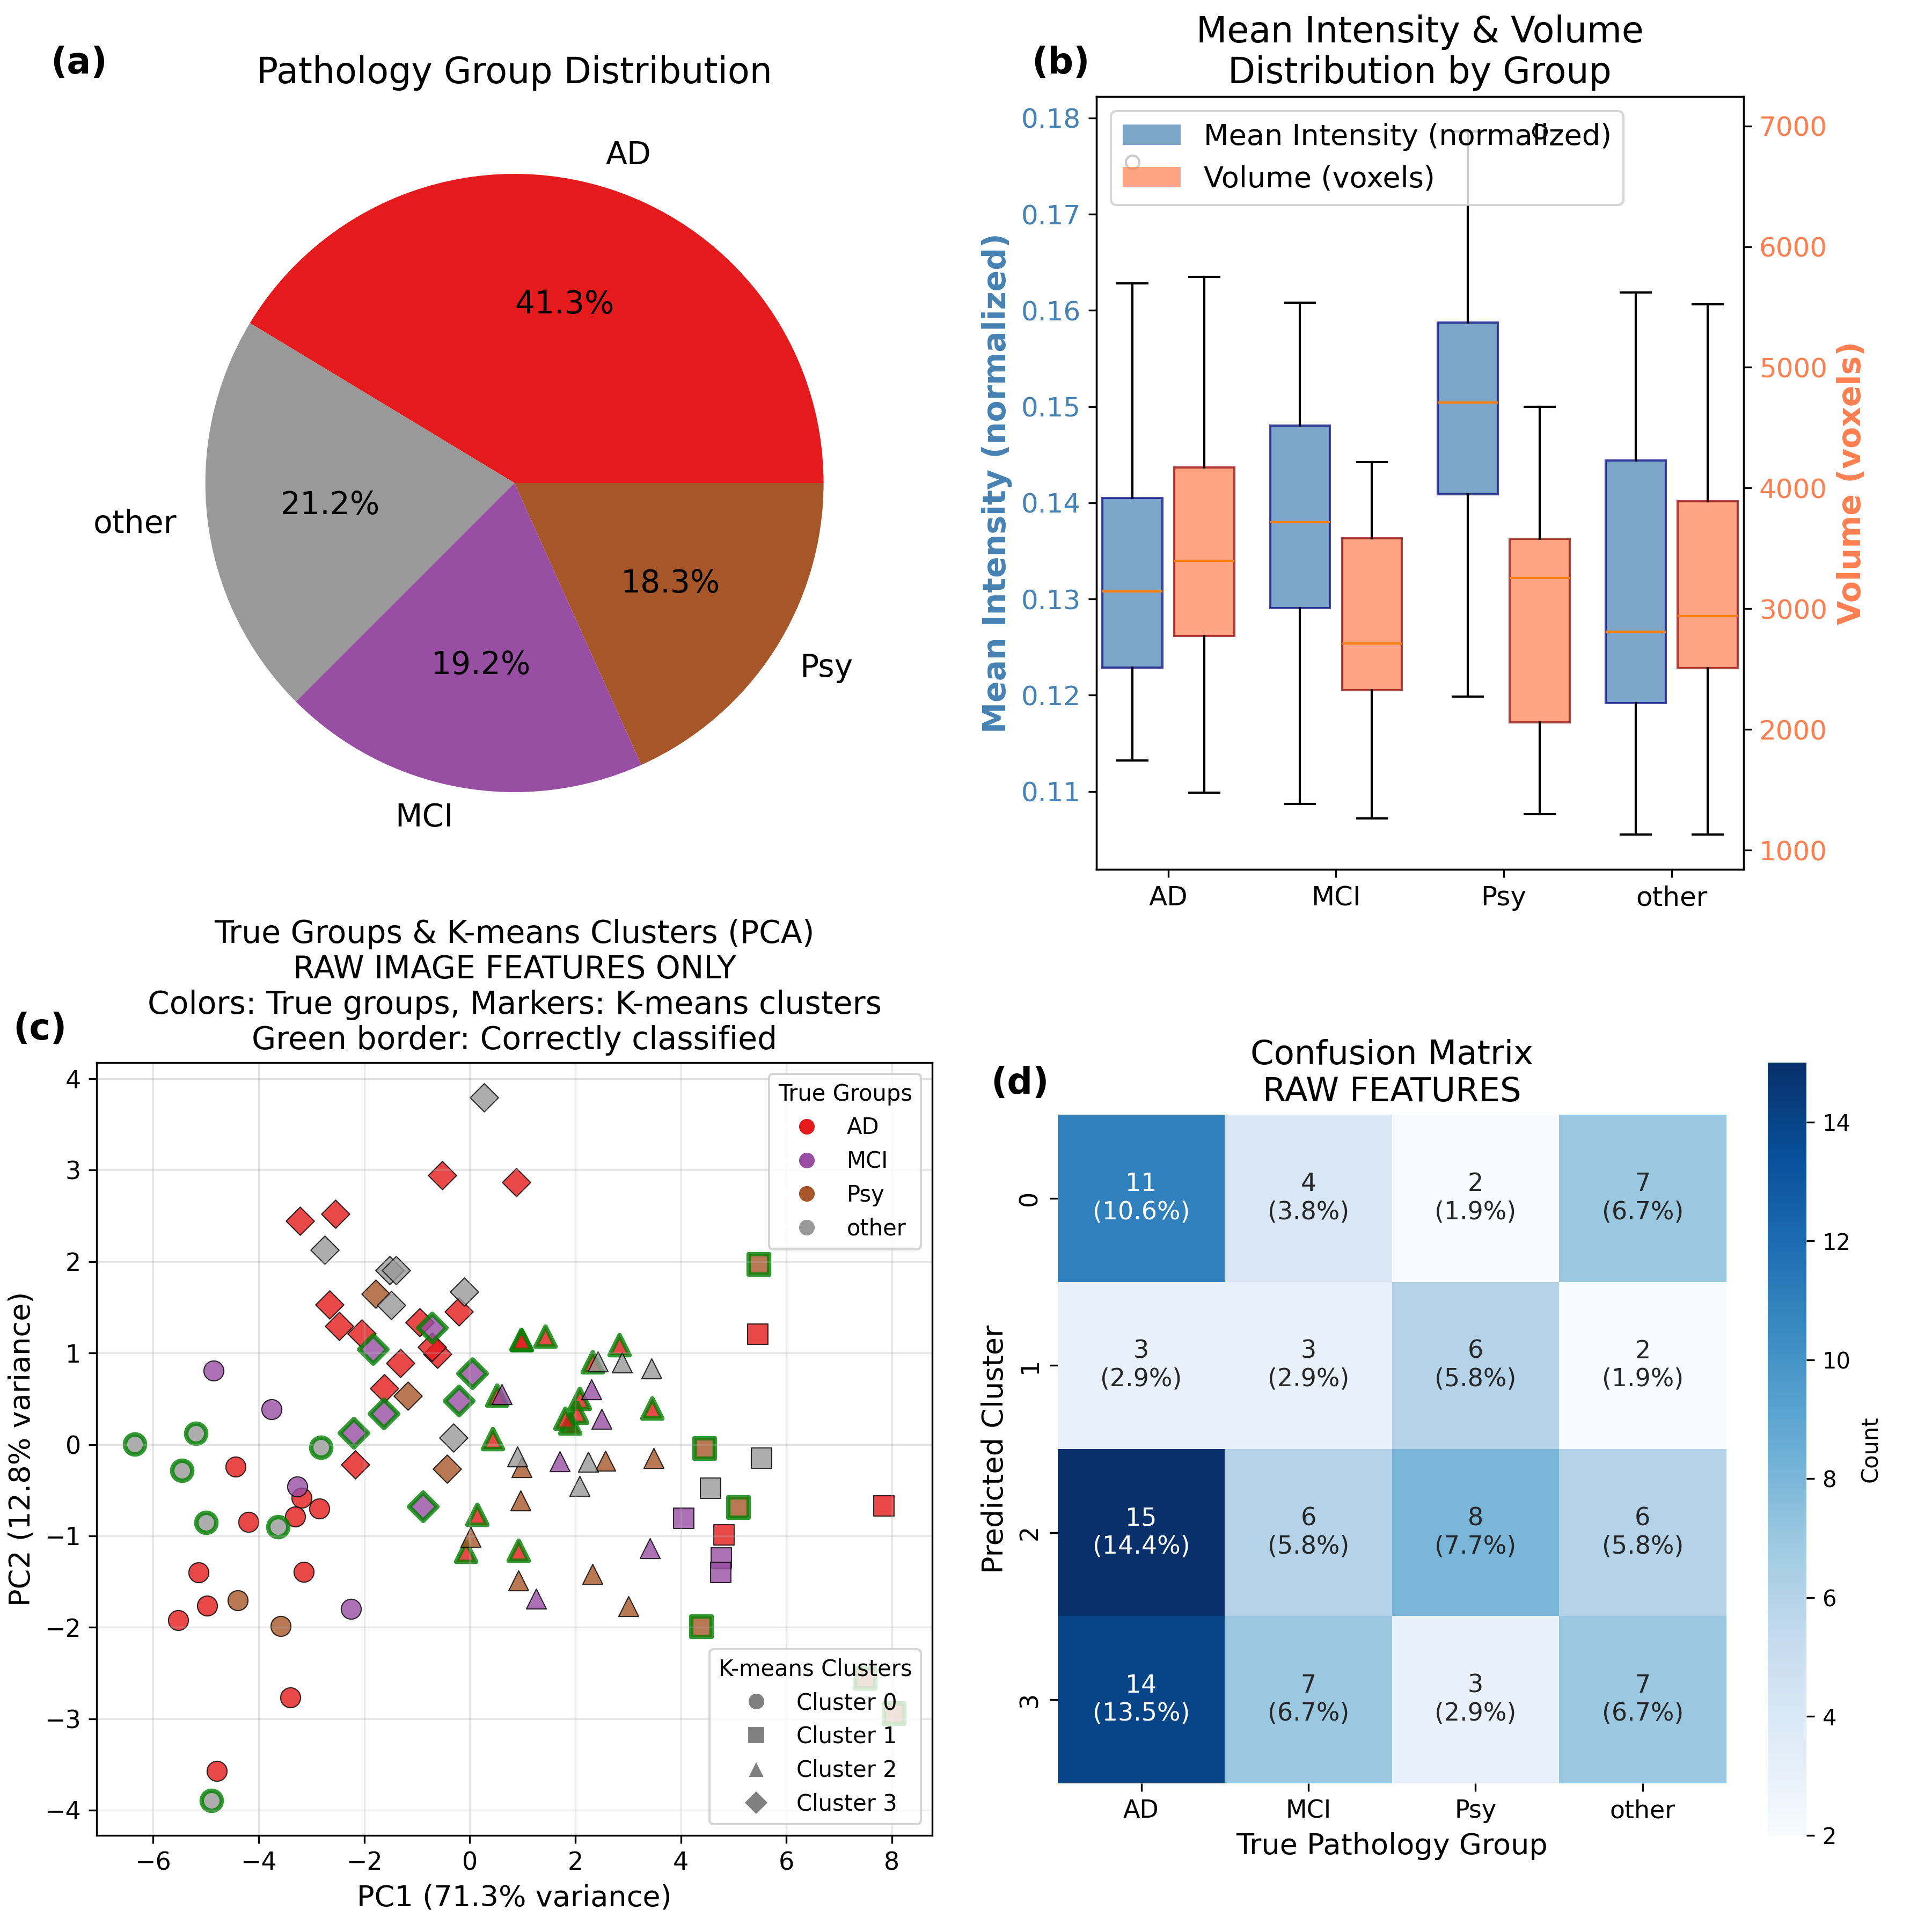 (a)
Pathology Group Distribution
AD
41.3%
other
21.2%
18.3%
Psy
19.2%
MCI
(b)
Mean Intensity & Volume
Distribution by Group
Mean Intensity (normalized)
Volume (voxels)
0.18
0.17
0.16
0.15
0.14
0.13
0.12
0.11
Mean Intensity (normalized)
7000
6000
5000
4000
3000
2000
1000
Volume (voxels)
AD
MCI
Psy
other
(c)
True Groups & K-means Clusters (PCA)
RAW IMAGE FEATURES ONLY
Colors: True groups, Markers: K-means clusters
Green border: Correctly classified
True Groups
AD
MCI
Psy
other
K-means Clusters
Cluster 0
Cluster 1
Cluster 2
Cluster 3
4
3
2
1
0
−1
−2
−3
−4
PC2 (12.8% variance)
−6
−4
−2
0
2
4
6
8
PC1 (71.3% variance)
(d)
Confusion Matrix
RAW FEATURES
Predicted Cluster
0
1
2
3
11
(10.6%)
4
(3.8%)
2
(1.9%)
7
(6.7%)
3
(2.9%)
3
(2.9%)
6
(5.8%)
2
(1.9%)
15
(14.4%)
6
(5.8%)
8
(7.7%)
6
(5.8%)
14
(13.5%)
7
(6.7%)
3
(2.9%)
7
(6.7%)
AD
MCI
Psy
other
True Pathology Group
14
12
10
8
6
4
2
Count